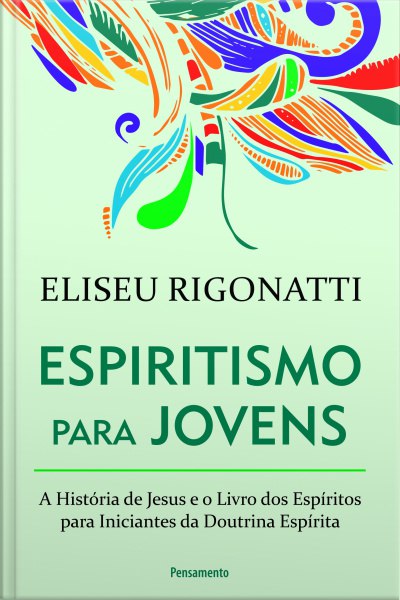 ELISEU RIGONATTI
ESPIRITISMO
PARA JOVENS
A História de Jesus e o Livro dos Espíritos
para Iniciantes da Doutrina Espírita
Pensamento